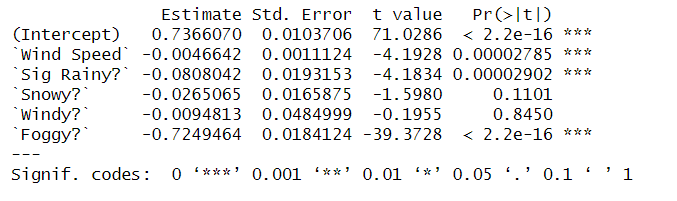 Estimate Std. Error t value Pr(>|t|)
(Intercept) 0.7366070 0.0103706 71.0286 < 2.2e-16 ***
`Wind Speed` -0.0046642 0.0011124 -4.1928 0.00002785 ***
`Sig Rainy?` -0.0808042 0.0193153 -4.1834 0.00002902 ***
`Snowy?` -0.0265065 0.0165875 -1.5980 0.1101
`Windy?` -0.0094813 0.0484999 -0.1955 0.8450
`Foggy?` -0.7249464 0.0184124 -39.3728 < 2.2e-16 ***
---
Signif. codes: 0 ‘***’ 0.001 ‘**’ 0.01 ‘*’ 0.05 ‘.’ 0.1 ‘ ’ 1